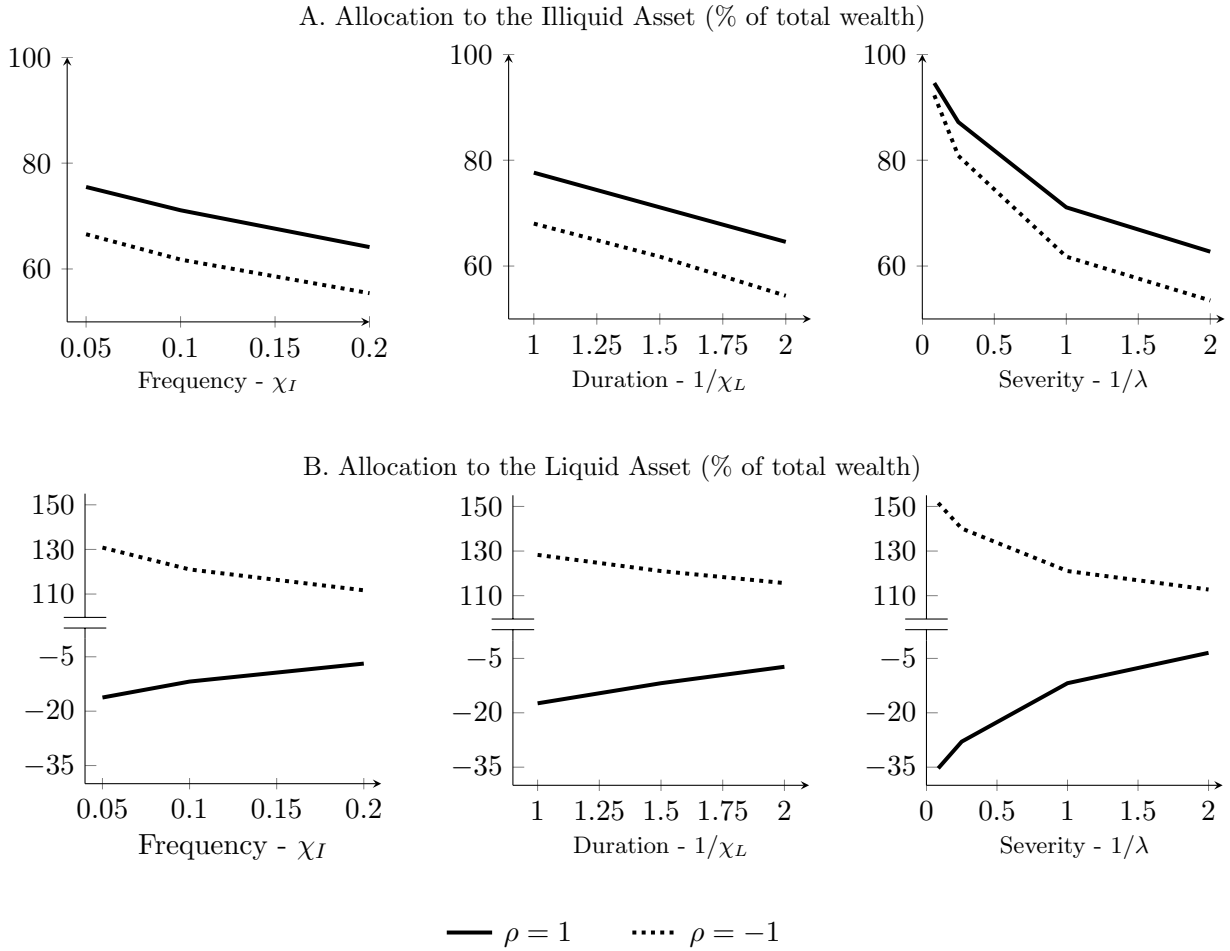 A. Allocation to the Illiquid Asset (% of total wealth)
100
80
60
0.05 0.1 0.15 0.2
Frequency - χ_I
100
80
60
1 1.25 1.5 1.75 2
Duration - 1/χ_L
100
80
60
0 0.5 1 1.5 2
Severity - 1/λ
B. Allocation to the Liquid Asset (% of total wealth)
150
130
110
−5
−20
−35
0.05 0.1 0.15 0.2
Frequency - χ_I
150
130
110
−5
−20
−35
1 1.25 1.5 1.75 2
Duration - 1/χ_L
150
130
110
−5
−20
−35
0 0.5 1 1.5 2
Severity - 1/λ
ρ = 1 ρ = −1